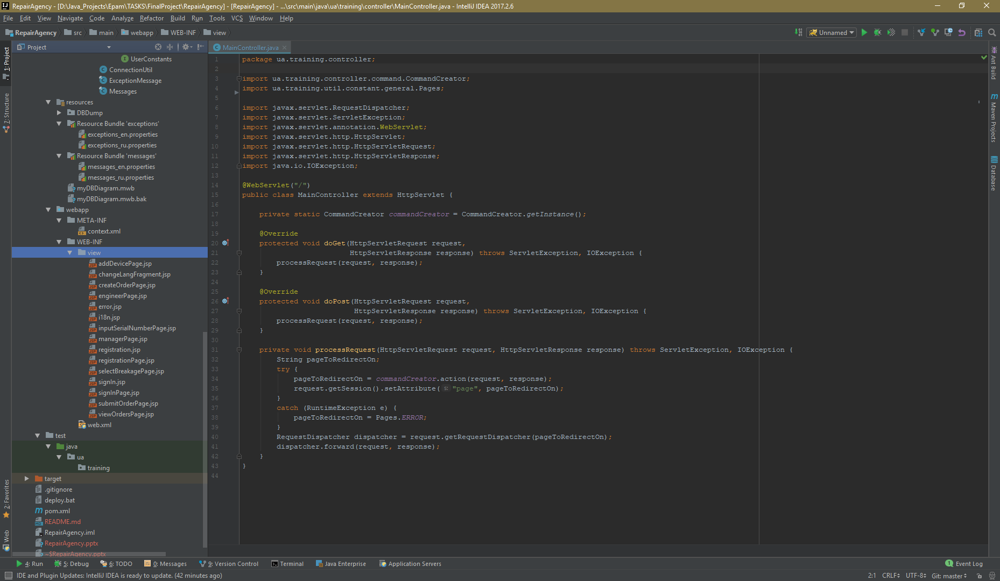 RepairAgency - [D:\Java_Projects\Epam\TASKS\FinalProject\RepairAgency] - [RepairAgency] - ...\src\main\java\ua\training\controller\MainController.java - IntelliJ IDEA 2017.2.6
File Edit View Navigate Code Analyze Refactor Build Run Tools VCS Window Help
RepairAgency src main webapp WEB-INF view
Unnamed
Project
MainController.java
1: Project
7: Structure
2: Favorites
Web
UserConstants
ConnectionUtil
ExceptionMessage
Messages
resources
DBDump
Resource Bundle 'exceptions'
exceptions_en.properties
exceptions_ru.properties
Resource Bundle 'messages'
messages_en.properties
messages_ru.properties
myDBDiagram.mwb
myDBDiagram.mwb.bak
webapp
META-INF
context.xml
WEB-INF
view
addDevicePage.jsp
changeLangFragment.jsp
createOrderPage.jsp
engineerPage.jsp
error.jsp
i18n.jsp
inputSerialNumberPage.jsp
managerPage.jsp
registration.jsp
registrationPage.jsp
selectBreakagePage.jsp
signIn.jsp
signInPage.jsp
submitOrderPage.jsp
viewOrdersPage.jsp
web.xml
test
java
ua
training
target
.gitignore
deploy.bat
pom.xml
README.md
RepairAgency.iml
RepairAgency.pptx
~$RepairAgency.pptx
1 package ua.training.controller;
2
3 import ua.training.controller.command.CommandCreator;
4 import ua.training.util.constant.general.Pages;
5
6 import javax.servlet.RequestDispatcher;
7 import javax.servlet.ServletException;
8 import javax.servlet.annotation.WebServlet;
9 import javax.servlet.http.HttpServlet;
10 import javax.servlet.http.HttpServletRequest;
11 import javax.servlet.http.HttpServletResponse;
12 import java.io.IOException;
13
14 @WebServlet("/")
15 public class MainController extends HttpServlet {
16
17 private static CommandCreator commandCreator = CommandCreator.getInstance();
18
19 @Override
20 protected void doGet(HttpServletRequest request,
21 HttpServletResponse response) throws ServletException, IOException {
22 processRequest(request, response);
23 }
24
25 @Override
26 protected void doPost(HttpServletRequest request,
27 HttpServletResponse response) throws ServletException, IOException {
28 processRequest(request, response);
29 }
30
31 private void processRequest(HttpServletRequest request, HttpServletResponse response) throws ServletException, IOException {
32 String pageToRedirectOn;
33 try {
34 pageToRedirectOn = commandCreator.action(request, response);
35 request.getSession().setAttribute( s: "page", pageToRedirectOn);
36 }
37 catch (RuntimeException e) {
38 pageToRedirectOn = Pages.ERROR;
39 }
40 RequestDispatcher dispatcher = request.getRequestDispatcher(pageToRedirectOn);
41 dispatcher.forward(request, response);
42 }
43 }
44
Ant Build
Maven Projects
Database
4: Run 5: Debug 6: TODO 0: Messages 9: Version Control Terminal Java Enterprise Application Servers 1 Event Log
IDE and Plugin Updates: IntelliJ IDEA is ready to update. (42 minutes ago) 2:1 CRLF UTF-8 Git: master